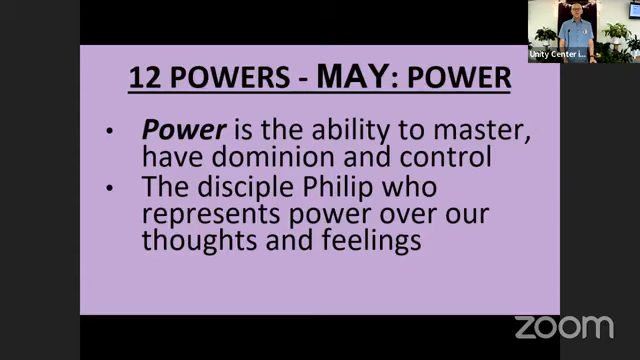 Unity Center i...
12 POWERS - MAY: POWER
• Power is the ability to master,
have dominion and control
• The disciple Philip who
represents power over our
thoughts and feelings
zoom